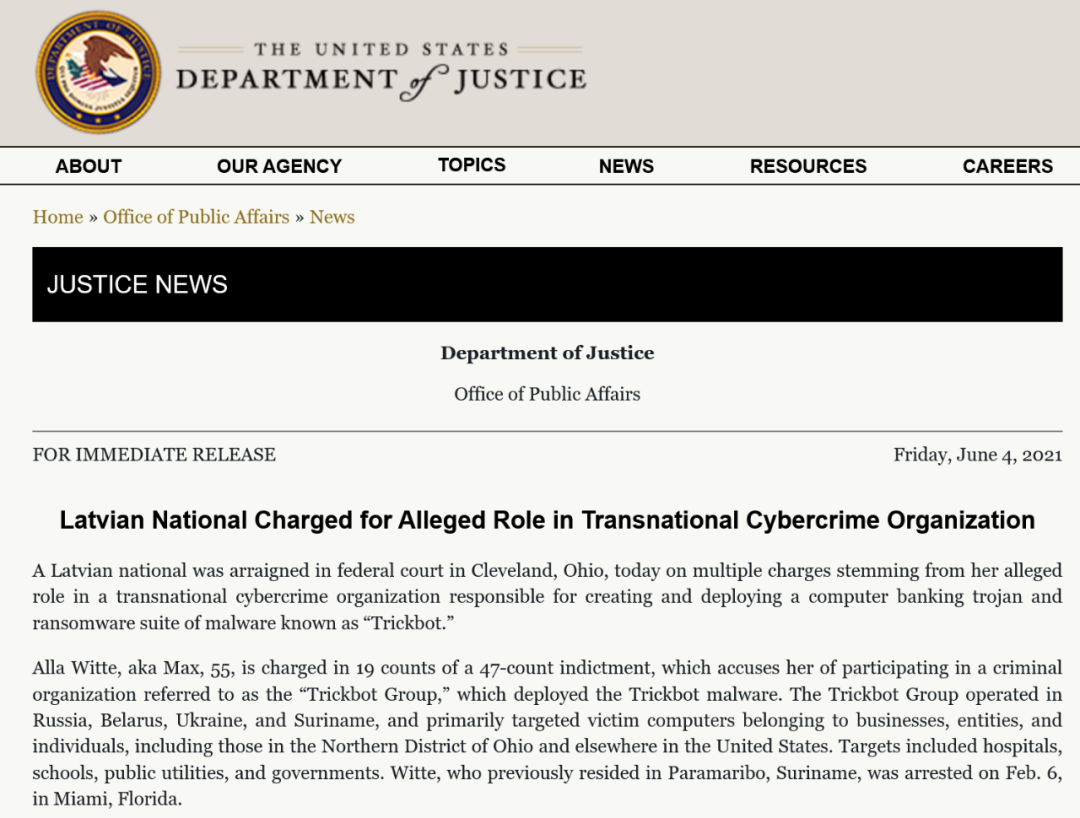 THE UNITED STATES
DEPARTMENT of JUSTICE
ABOUT OUR AGENCY TOPICS NEWS RESOURCES CAREERS
Home » Office of Public Affairs » News
JUSTICE NEWS
Department of Justice
Office of Public Affairs
FOR IMMEDIATE RELEASE Friday, June 4, 2021
Latvian National Charged for Alleged Role in Transnational Cybercrime Organization
A Latvian national was arraigned in federal court in Cleveland, Ohio, today on multiple charges stemming from her alleged
role in a transnational cybercrime organization responsible for creating and deploying a computer banking trojan and
ransomware suite of malware known as “Trickbot.”
Alla Witte, aka Max, 55, is charged in 19 counts of a 47-count indictment, which accuses her of participating in a criminal
organization referred to as the “Trickbot Group,” which deployed the Trickbot malware. The Trickbot Group operated in
Russia, Belarus, Ukraine, and Suriname, and primarily targeted victim computers belonging to businesses, entities, and
individuals, including those in the Northern District of Ohio and elsewhere in the United States. Targets included hospitals,
schools, public utilities, and governments. Witte, who previously resided in Paramaribo, Suriname, was arrested on Feb. 6,
in Miami, Florida.